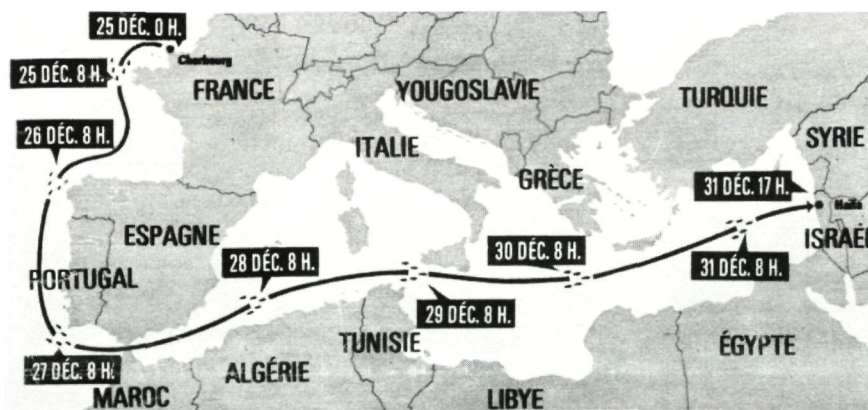 25 DÉC. 0 H.
Cherbourg
25 DÉC. 8 H.
FRANCE
YOUGOSLAVIE
TURQUIE
26 DÉC. 8 H.
ITALIE
SYRIE
GRÈCE
31 DÉC. 17 H.
Haïfa
ESPAGNE
ISRAËL
30 DÉC. 8 H.
28 DÉC. 8 H.
31 DÉC. 8 H.
PORTUGAL
29 DÉC. 8 H.
TUNISIE
ÉGYPTE
27 DÉC. 8 H.
ALGÉRIE
MAROC
LIBYE